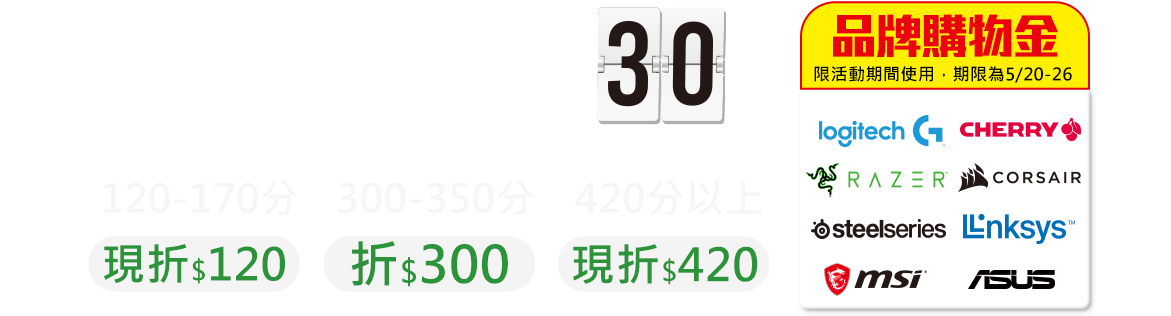 30
120-170分 300-350分 420分以上
現折$120 折$300 現折$420
品牌購物金
限活動期間使用，期限為5/20-26
logitech G CHERRY
RAZER CORSAIR
steelseries Linksys™
msi ASUS